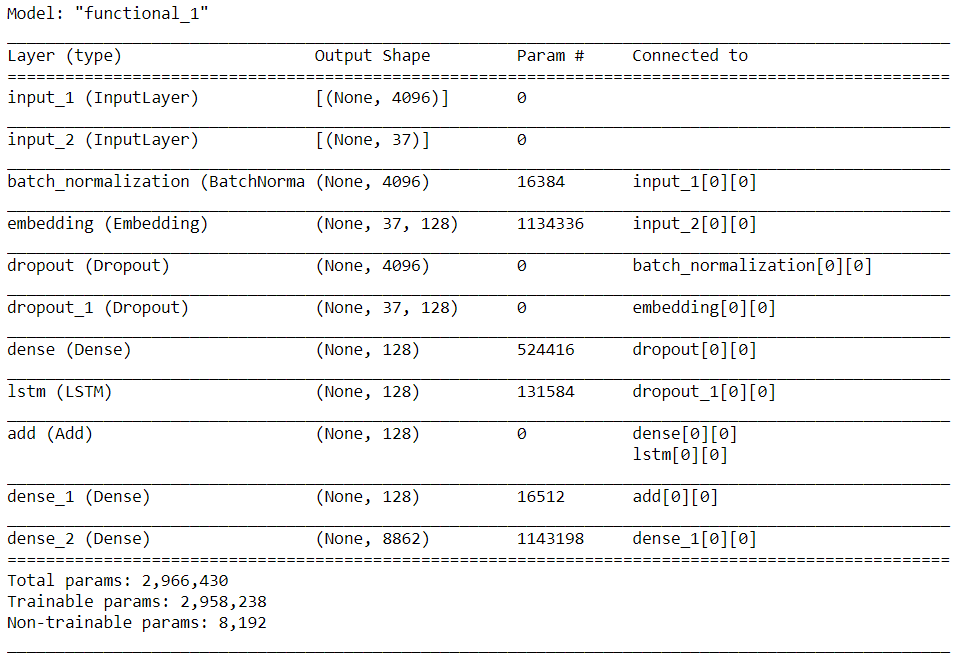 Model: "functional_1"
Layer (type) Output Shape Param # Connected to
input_1 (InputLayer) [(None, 4096)] 0
input_2 (InputLayer) [(None, 37)] 0
batch_normalization (BatchNorma (None, 4096) 16384 input_1[0][0]
embedding (Embedding) (None, 37, 128) 1134336 input_2[0][0]
dropout (Dropout) (None, 4096) 0 batch_normalization[0][0]
dropout_1 (Dropout) (None, 37, 128) 0 embedding[0][0]
dense (Dense) (None, 128) 524416 dropout[0][0]
lstm (LSTM) (None, 128) 131584 dropout_1[0][0]
add (Add) (None, 128) 0 dense[0][0]
lstm[0][0]
dense_1 (Dense) (None, 128) 16512 add[0][0]
dense_2 (Dense) (None, 8862) 1143198 dense_1[0][0]
Total params: 2,966,430
Trainable params: 2,958,238
Non-trainable params: 8,192